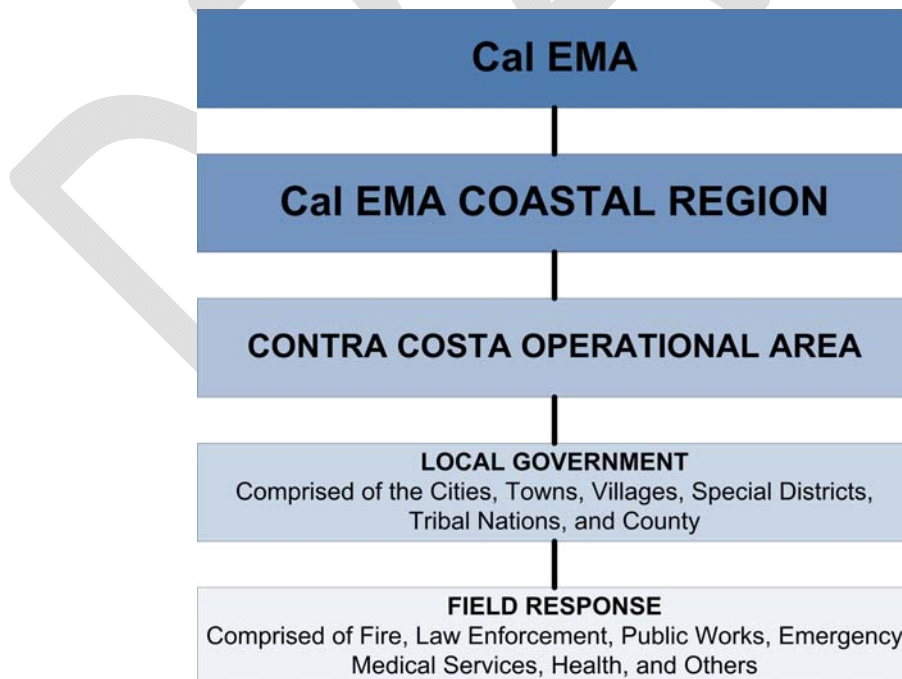 Cal EMA
Cal EMA COASTAL REGION
CONTRA COSTA OPERATIONAL AREA
LOCAL GOVERNMENT
Comprised of the Cities, Towns, Villages, Special Districts,
Tribal Nations, and County
FIELD RESPONSE
Comprised of Fire, Law Enforcement, Public Works, Emergency
Medical Services, Health, and Others